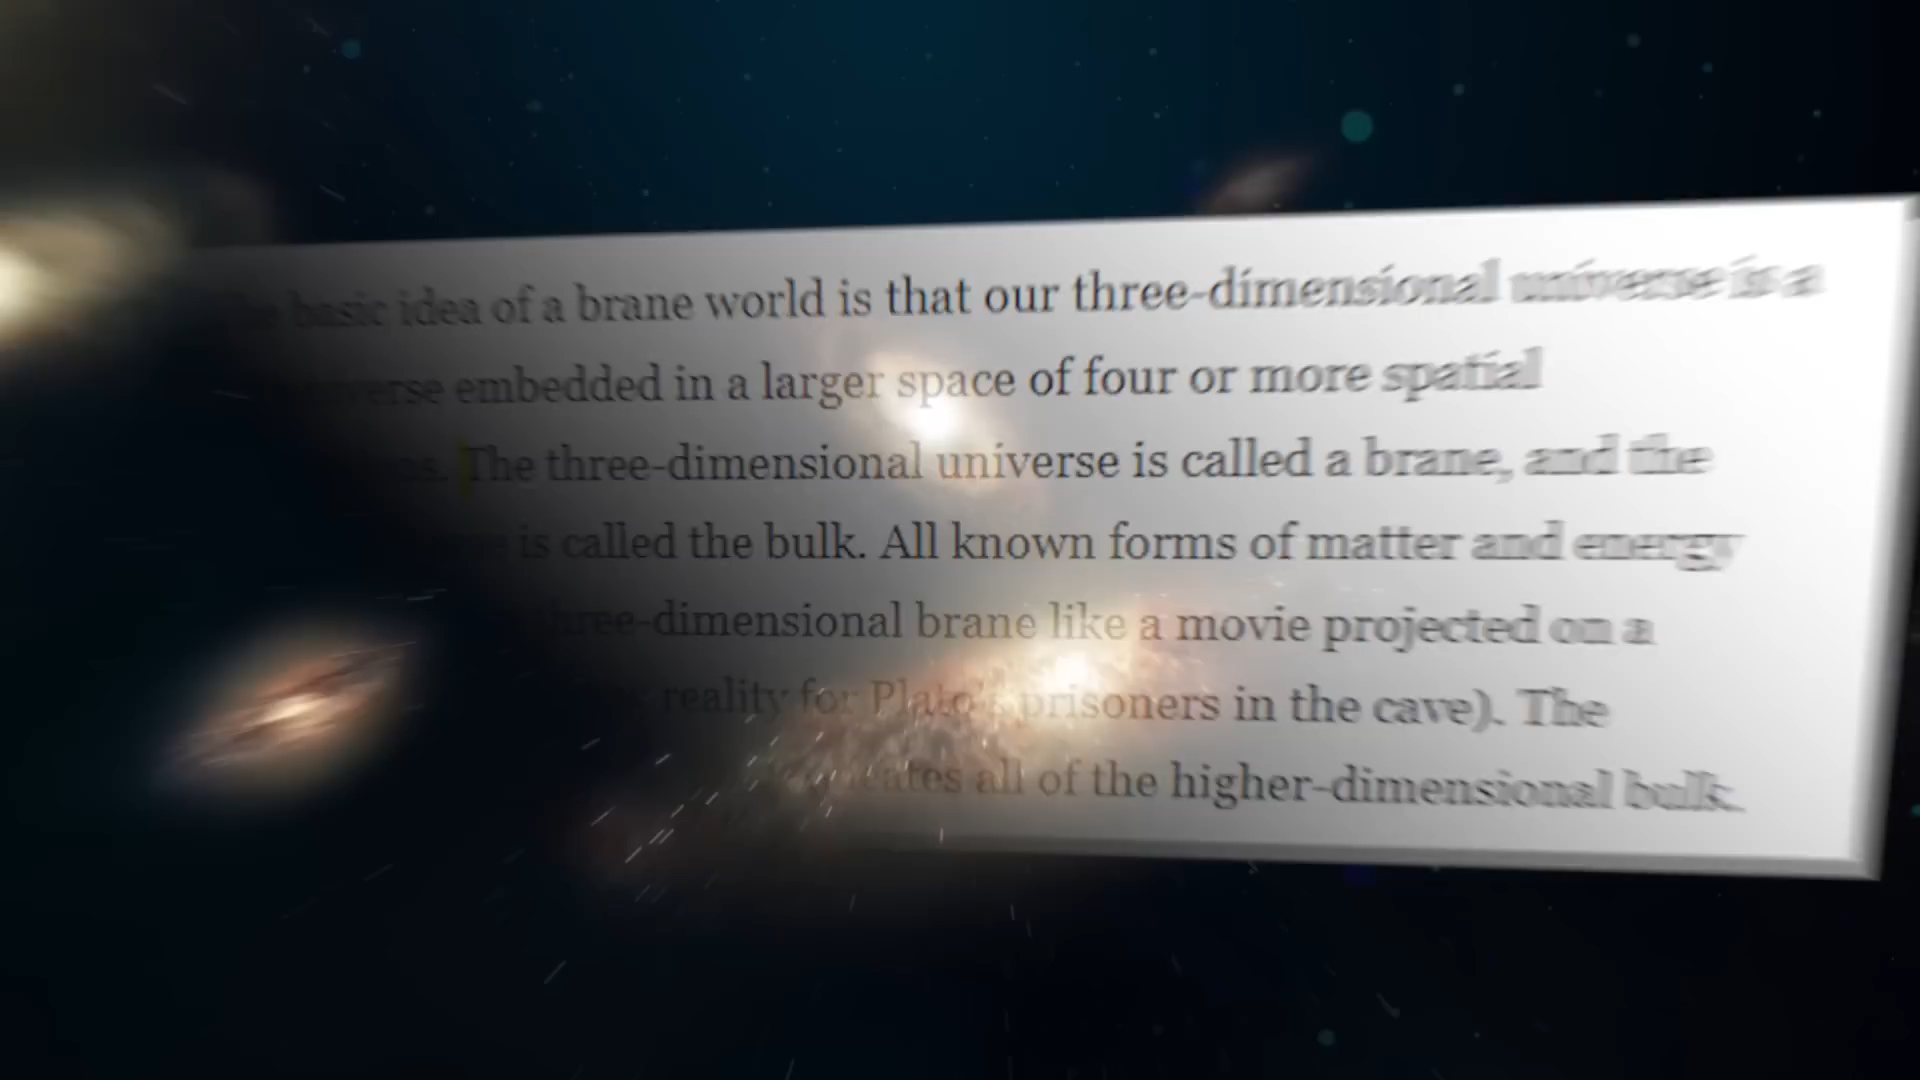 basic idea of a brane world is that our three-dimensional universe is a
embedded in a larger space of four or more spatial
The three-dimensional universe is called a brane, and the
is called the bulk. All known forms of matter and energy
three-dimensional brane like a movie projected on a
reality for Plato's prisoners in the cave). The
all of the higher-dimensional bulk.